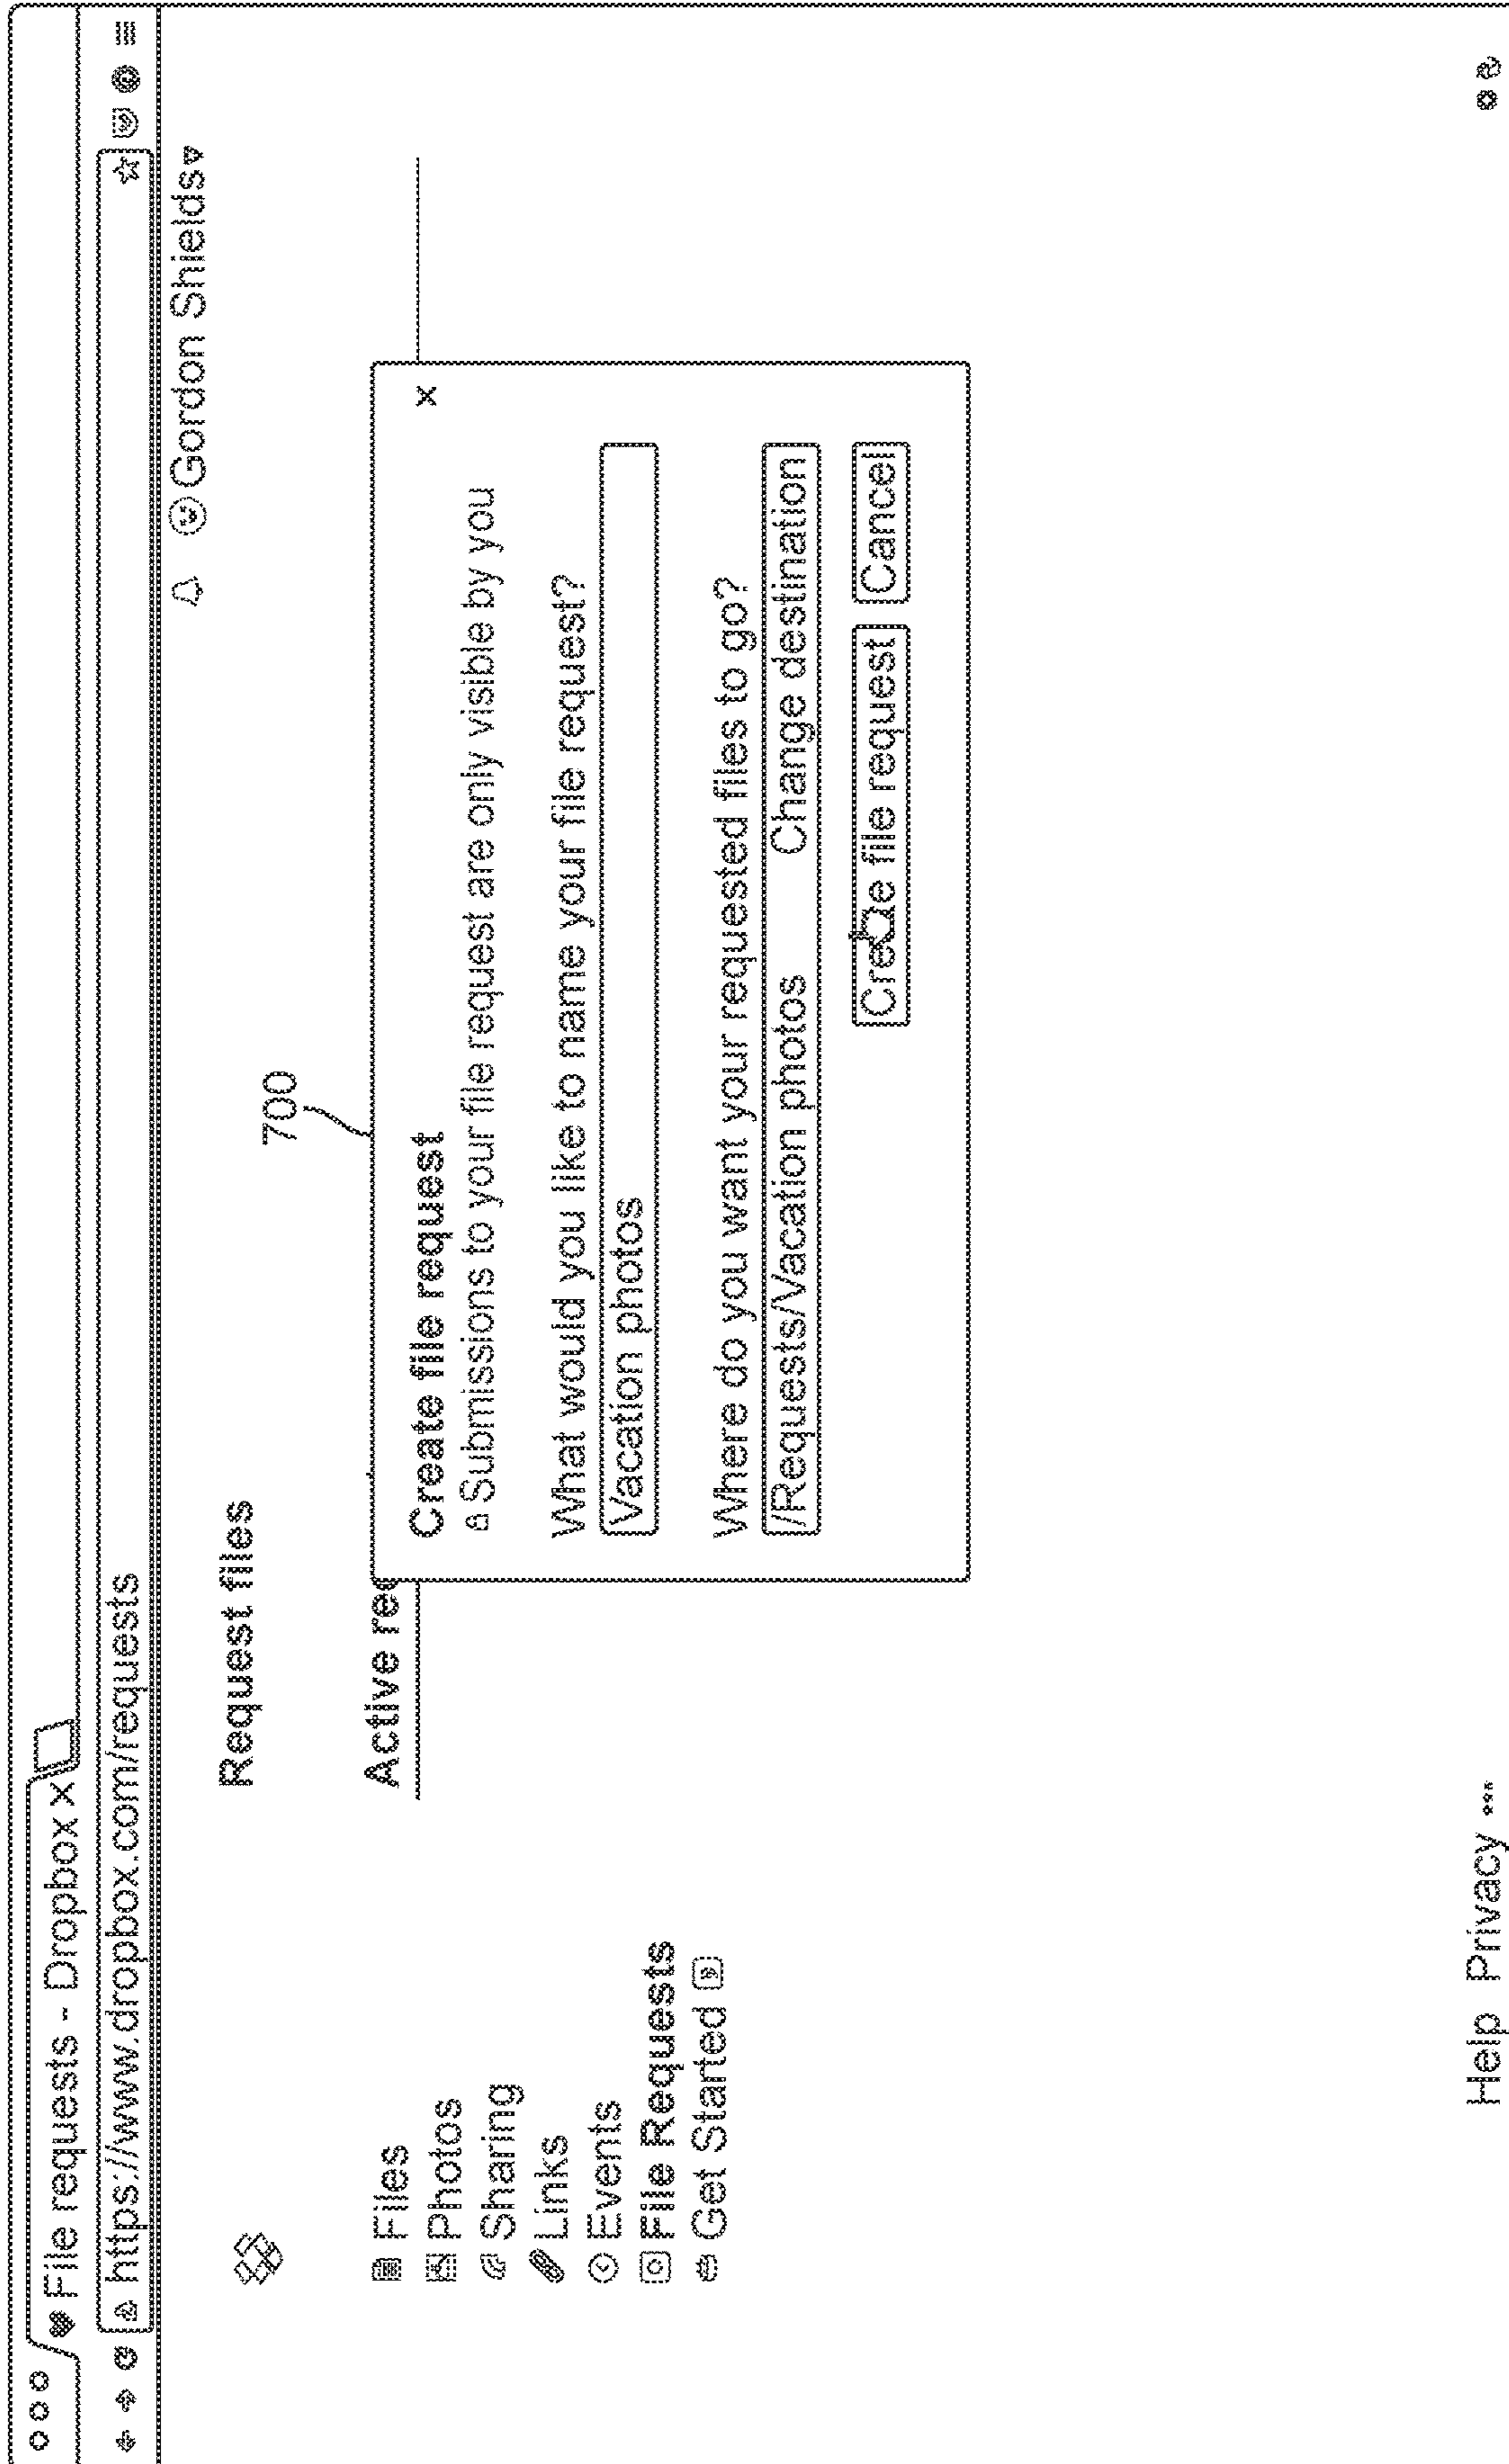 File requests - Dropbox X
https://www.dropbox.com/requests
Gordon Shields
Request files
700
Files
Photos
Sharing
Links
Events
File Requests
Get Started
Active req
Create file request
X
Submissions to your file request are only visible by you
What would you like to name your file request?
Vacation photos
Where do you want your requested files to go?
/Requests/Vacation photos Change destination
Create file request Cancel
Help Privacy •••